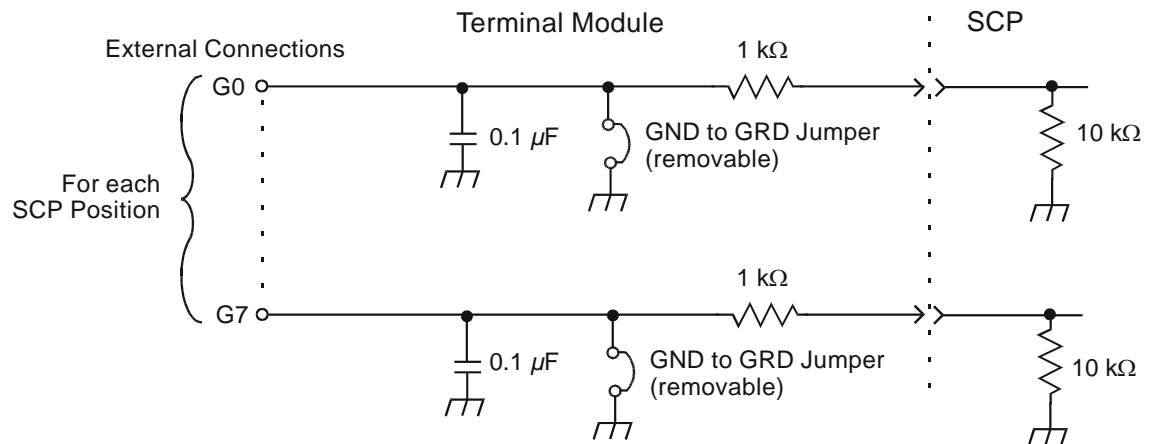 Terminal Module
SCP
External Connections
1 kΩ
G0
0.1 µF
GND to GRD Jumper
(removable)
10 kΩ
For each
SCP Position
1 kΩ
G7
0.1 µF
GND to GRD Jumper
(removable)
10 kΩ